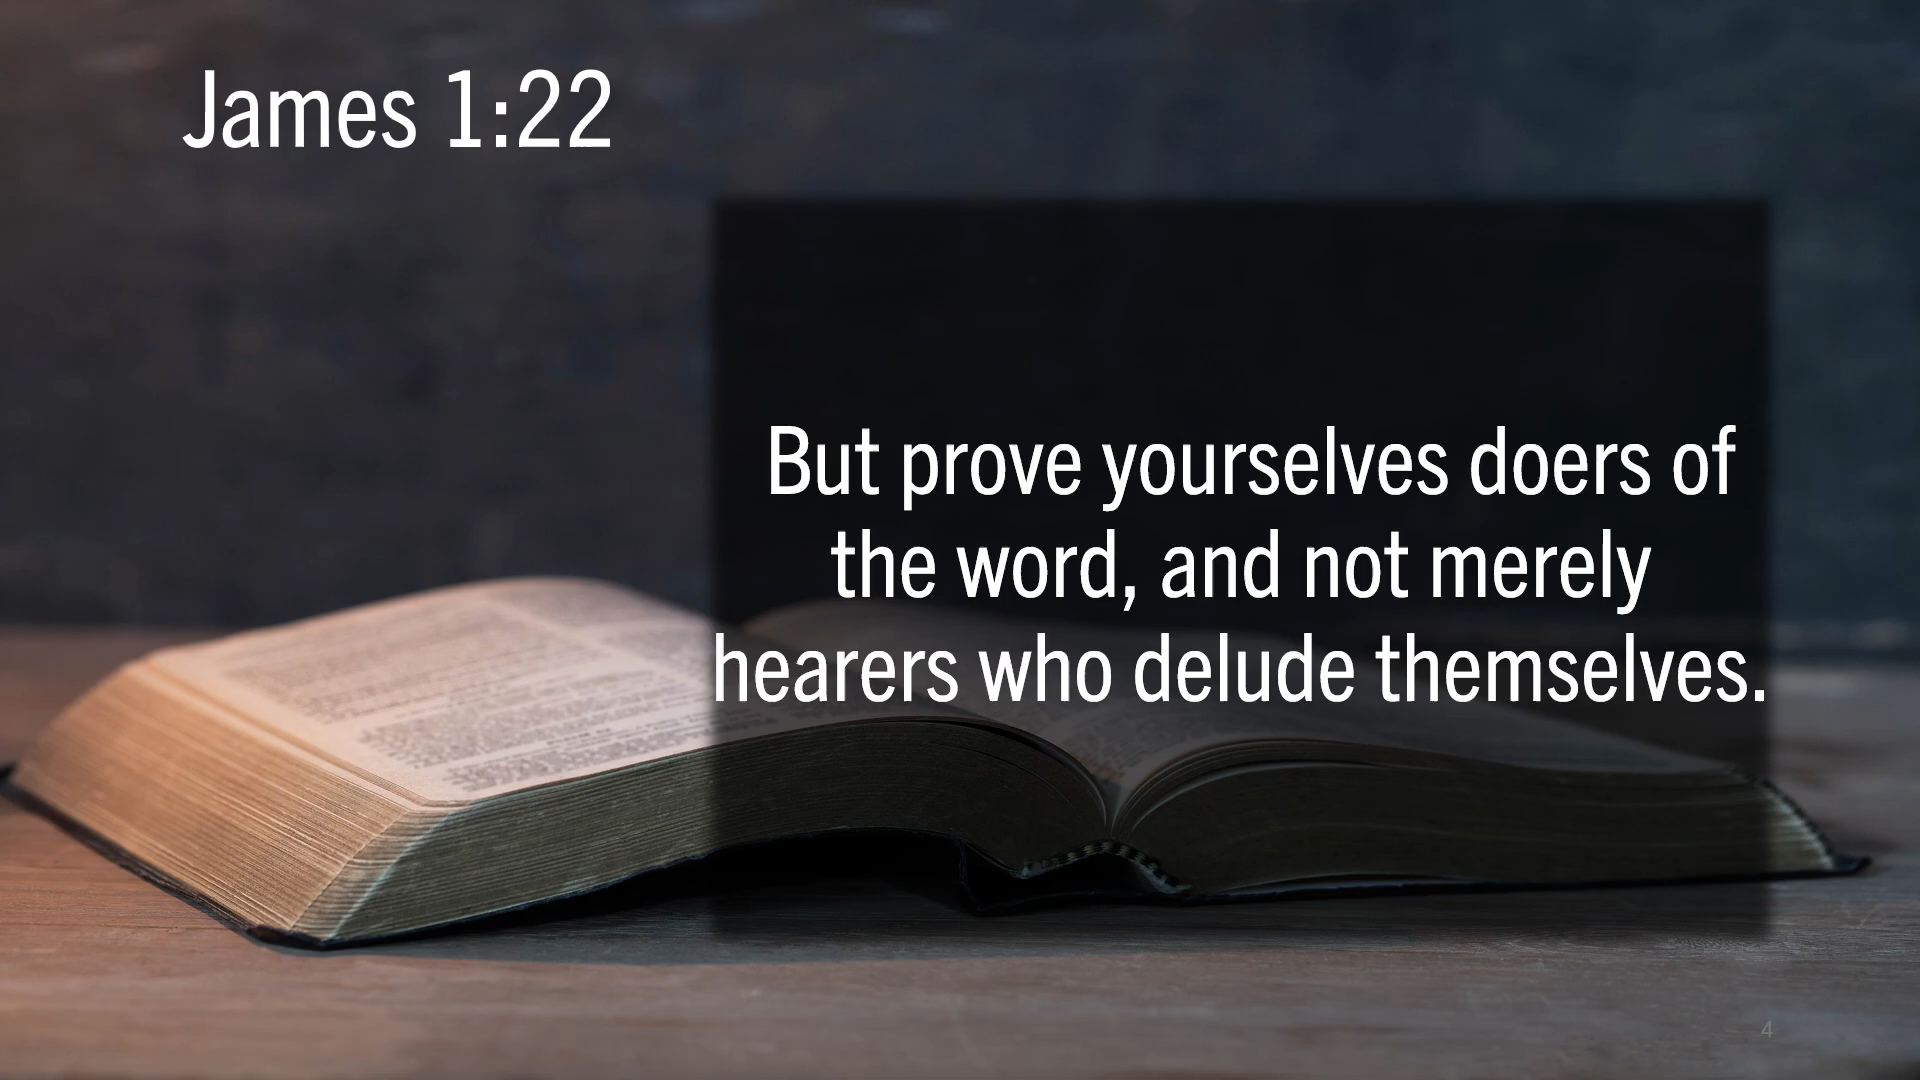 James 1:22
But prove yourselves doers of
the word, and not merely
hearers who delude themselves.
4